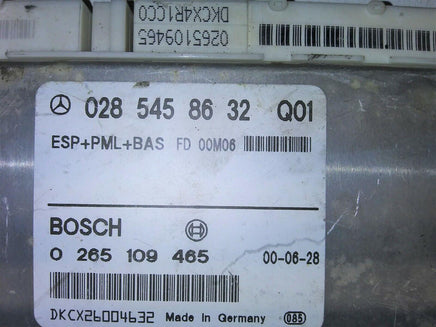 DKCX4R1CC0
0265109465
028 545 86 32 Q01
ESP+PML+BAS FD 00M06
BOSCH
0 265 109 465 00-06-28
DKCX26004632 Made in Germany 085